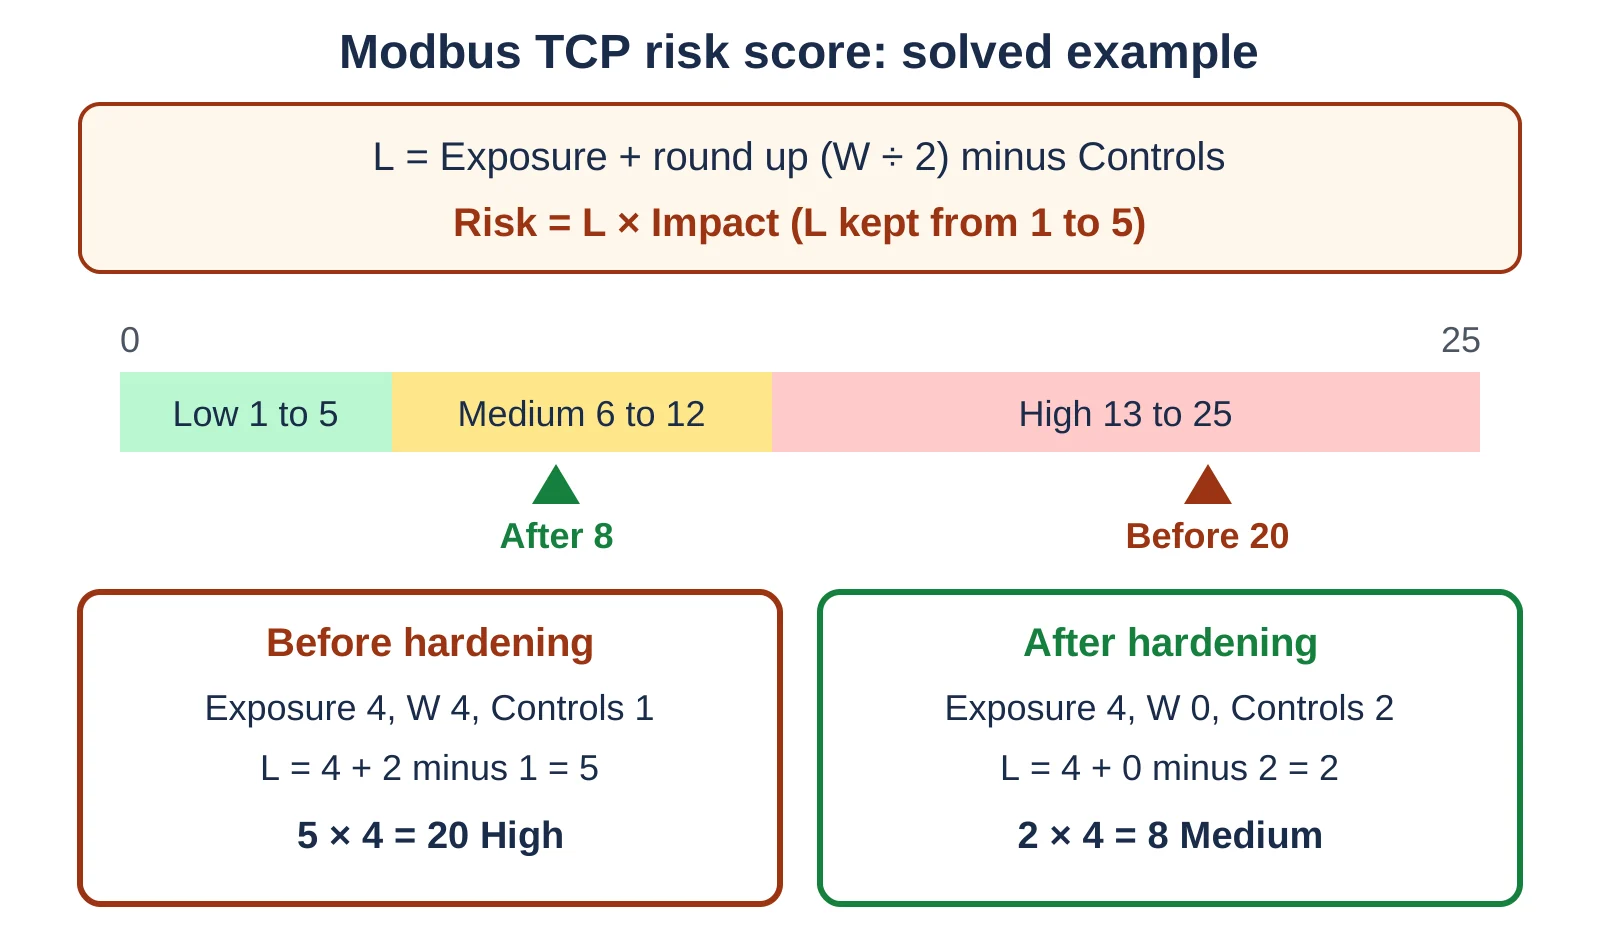 Modbus TCP risk score: solved example
L = Exposure + round up (W ÷ 2) minus Controls
Risk = L × Impact (L kept from 1 to 5)
0
25
Low 1 to 5
Medium 6 to 12
High 13 to 25
After 8
Before 20
Before hardening
Exposure 4, W 4, Controls 1
L = 4 + 2 minus 1 = 5
5 × 4 = 20 High
After hardening
Exposure 4, W 0, Controls 2
L = 4 + 0 minus 2 = 2
2 × 4 = 8 Medium